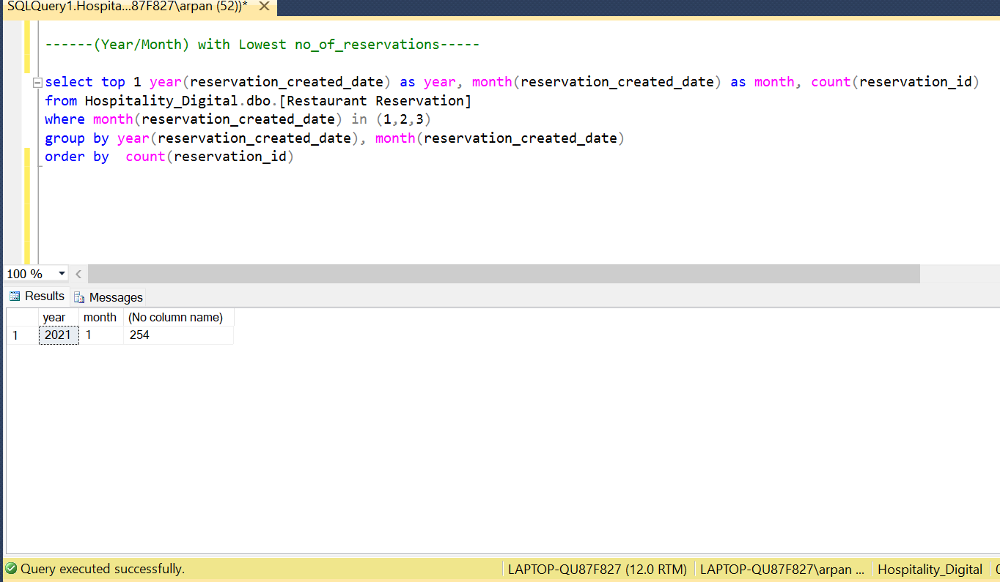 SQLQuery1.Hospita...87F827\arpan (52))*
------(Year/Month) with Lowest no_of_reservations-----
select top 1 year(reservation_created_date) as year, month(reservation_created_date) as month, count(reservation_id)
from Hospitality_Digital.dbo.[Restaurant Reservation]
where month(reservation_created_date) in (1,2,3)
group by year(reservation_created_date), month(reservation_created_date)
order by  count(reservation_id)
100 %
Results Messages
year month (No column name)
1 2021 1 254
Query executed successfully. LAPTOP-QU87F827 (12.0 RTM) LAPTOP-QU87F827\arpan ... Hospitality_Digital